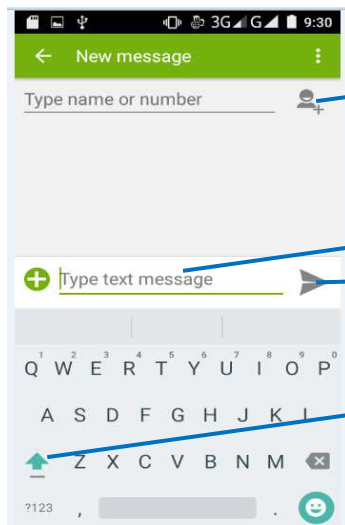 3G G 9:30
New message
Type name or number
Type text message
1 2 3 4 5 6 7 8 9 0
Q W E R T Y U I O P
A S D F G H J K L
Z X C V B N M
?123 , .